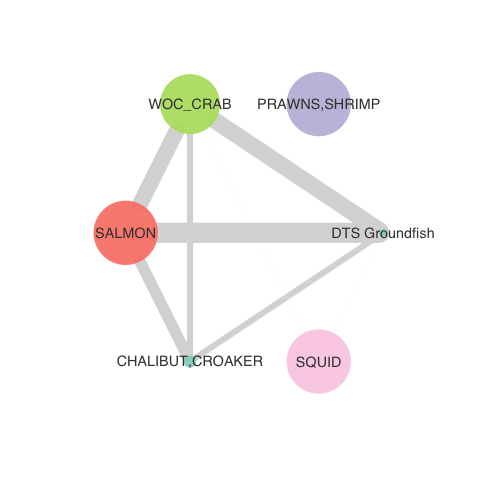 WOC_CRAB
PRAWNS,SHRIMP
SALMON
DTS Groundfish
CHALIBUT,CROAKER
SQUID